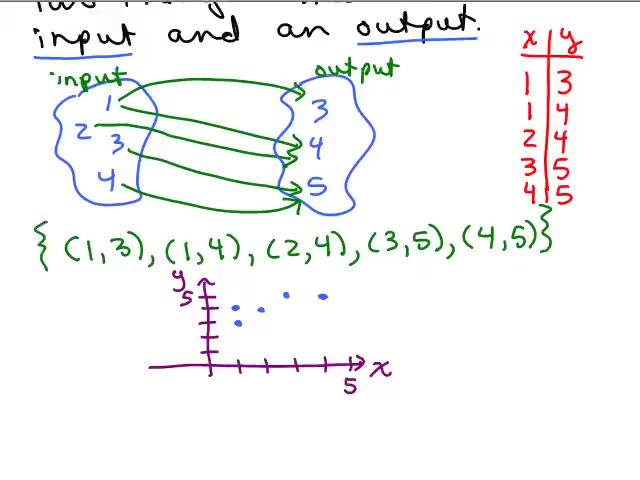 input and an output.
input
output
1
2
3
4
3
4
5
x y
1 3
1 4
2 4
3 5
4 5
{ (1,3), (1,4), (2,4), (3,5), (4,5) }
y
5
x
5